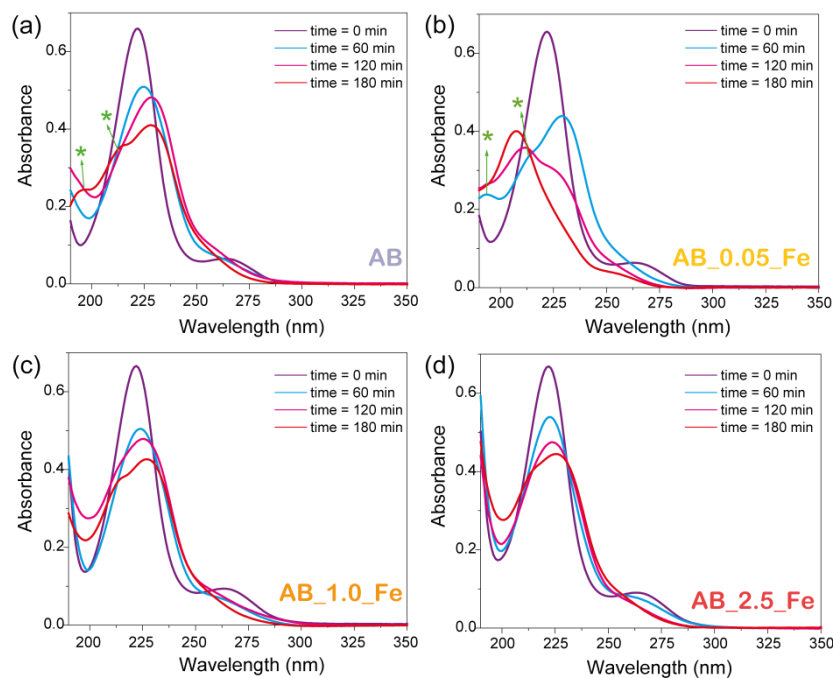 (a)
time = 0 min
time = 60 min
time = 120 min
time = 180 min
*
*
AB
0.6
0.4
0.2
0.0
Absorbance
200 225 250 275 300 325 350
Wavelength (nm)
(b)
time = 0 min
time = 60 min
time = 120 min
time = 180 min
*
*
AB_0.05_Fe
0.6
0.4
0.2
0.0
Absorbance
200 225 250 275 300 325 350
Wavelength (nm)
(c)
time = 0 min
time = 60 min
time = 120 min
time = 180 min
AB_1.0_Fe
0.6
0.4
0.2
0.0
Absorbance
200 225 250 275 300 325 350
Wavelength (nm)
(d)
time = 0 min
time = 60 min
time = 120 min
time = 180 min
AB_2.5_Fe
0.6
0.4
0.2
0.0
Absorbance
200 225 250 275 300 325 350
Wavelength (nm)